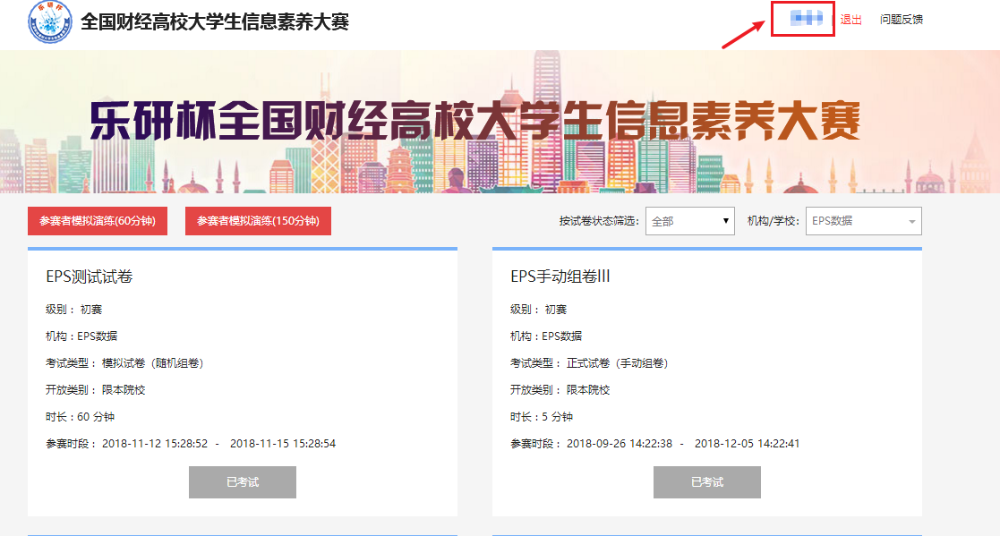 乐研杯
全国财经高校大学生信息素养大赛
退出 问题反馈
乐研杯全国财经高校大学生信息素养大赛
参赛者模拟演练(60分钟) 参赛者模拟演练(150分钟) 按试卷状态筛选: 全部 机构/学校: EPS数据
EPS测试试卷
级别： 初赛
机构 : EPS数据
考试类型： 模拟试卷（随机组卷）
开放类别： 限本院校
时长 : 60 分钟
参赛时段： 2018-11-12 15:28:52 - 2018-11-15 15:28:54
已考试
EPS手动组卷III
级别： 初赛
机构 : EPS数据
考试类型： 正式试卷（手动组卷）
开放类别： 限本院校
时长 : 5 分钟
参赛时段： 2018-09-26 14:22:38 - 2018-12-05 14:22:41
已考试